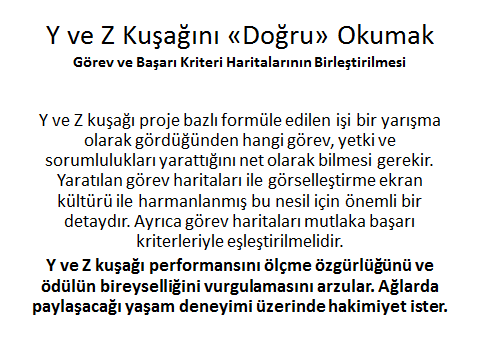 Y ve Z Kuşağını «Doğru» Okumak
Görev ve Başarı Kriteri Haritalarının Birleştirilmesi
Y ve Z kuşağı proje bazlı formüle edilen işi bir yarışma
olarak gördüğünden hangi görev, yetki ve
sorumlulukları yarattığını net olarak bilmesi gerekir.
Yaratılan görev haritaları ile görselleştirme ekran
kültürü ile harmanlanmış bu nesil için önemli bir
detaydır. Ayrıca görev haritaları mutlaka başarı
kriterleriyle eşleştirilmelidir.
Y ve Z kuşağı performansını ölçme özgürlüğünü ve
ödülün bireyselliğini vurgulamasını arzular. Ağlarda
paylaşacağı yaşam deneyimi üzerinde hakimiyet ister.